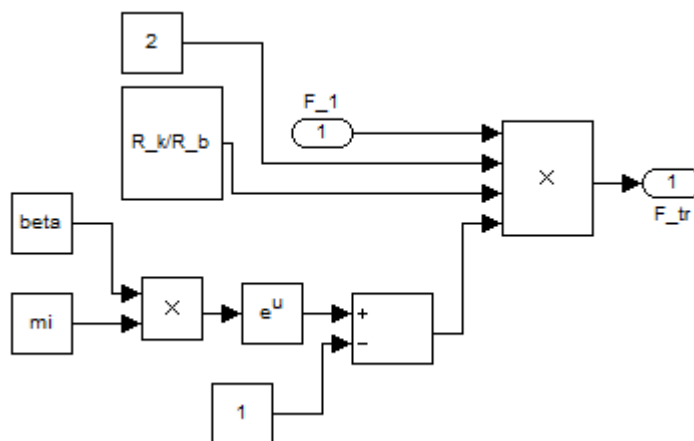 2
F_1
1
R_k/R_b
×
1
F_tr
beta
mi
×
e^u
+
−
1